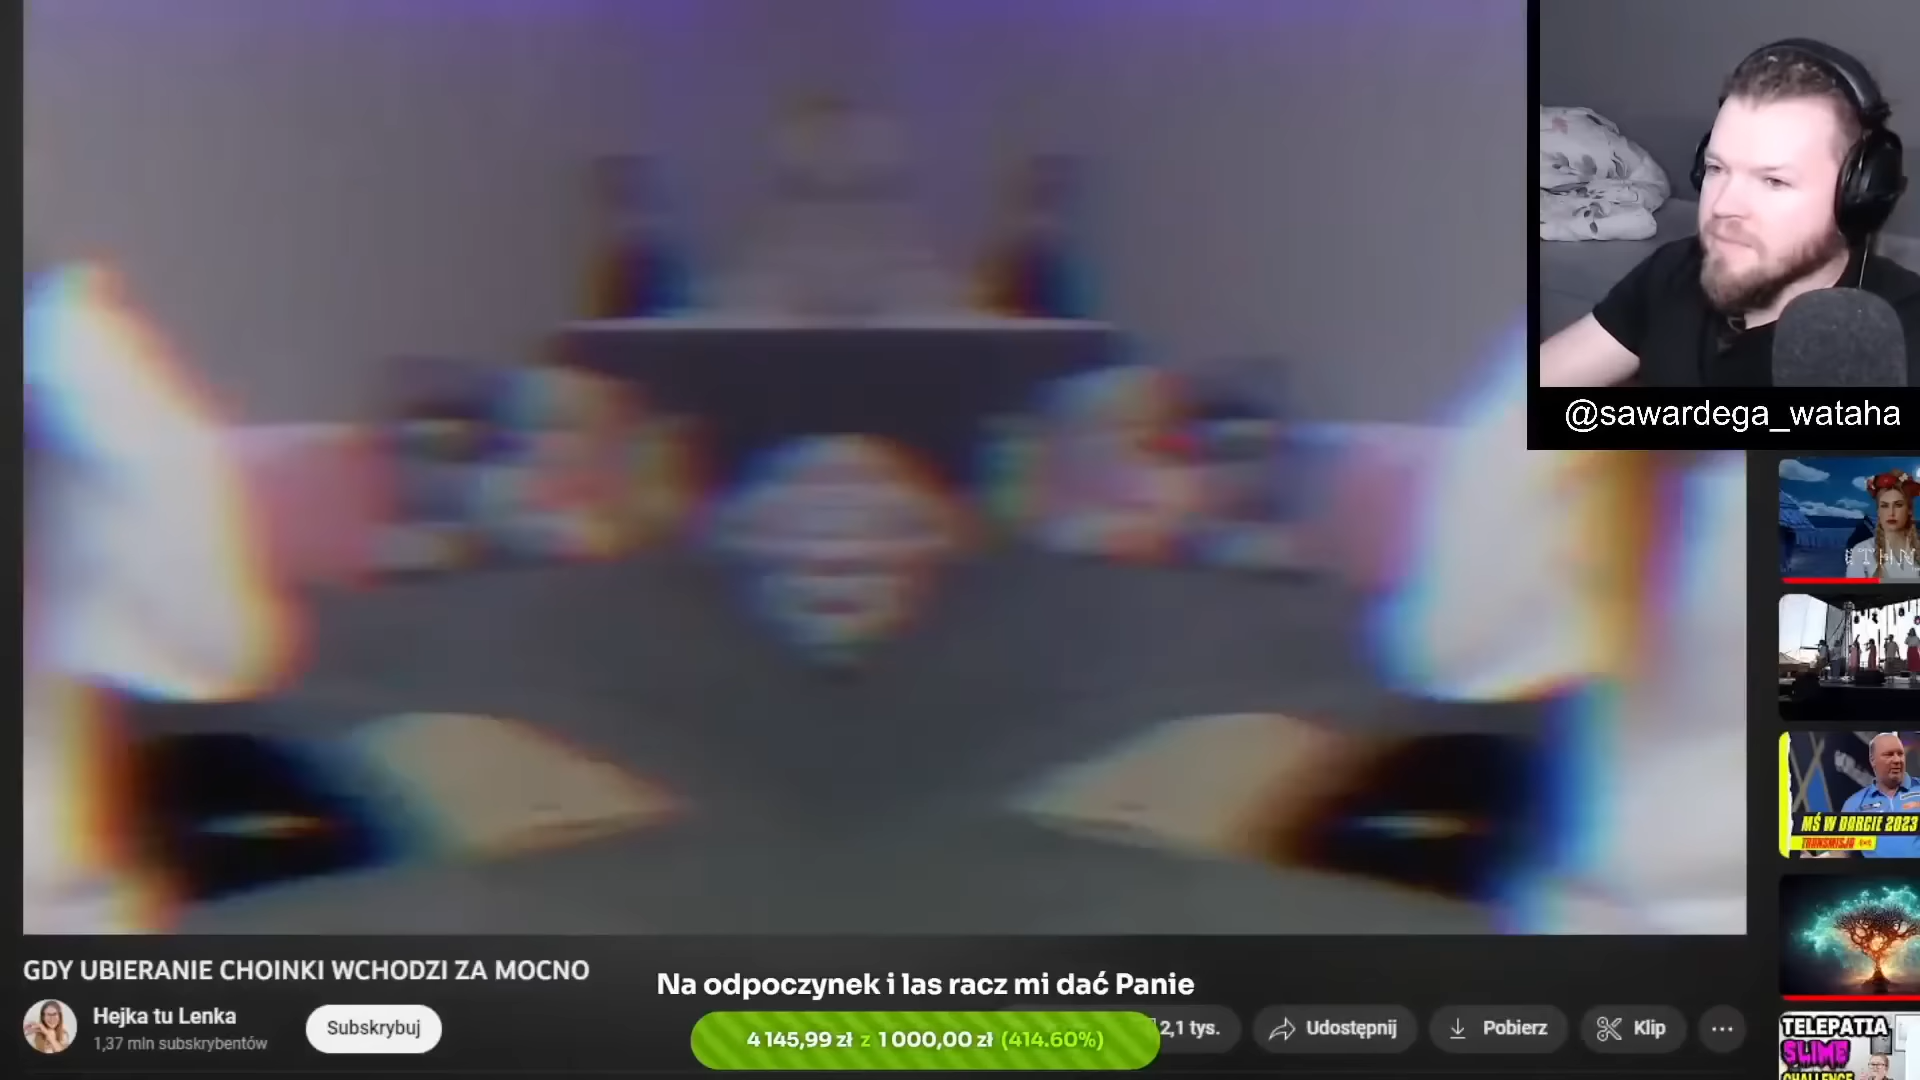 @sawardega_wataha
MŚ W DARCIE 2023
TRANSMISJA
GDY UBIERANIE CHOINKI WCHODZI ZA MOCNO
Na odpoczynek i las racz mi dać Panie
Hejka tu Lenka
1,37 mln subskrybentów
Subskrybuj
4 145,99 zł z 1 000,00 zł (414.60%)
2,1 tys.
Udostępnij
Pobierz
Klip
TELEPATIA
SLIME
CHALLENGE